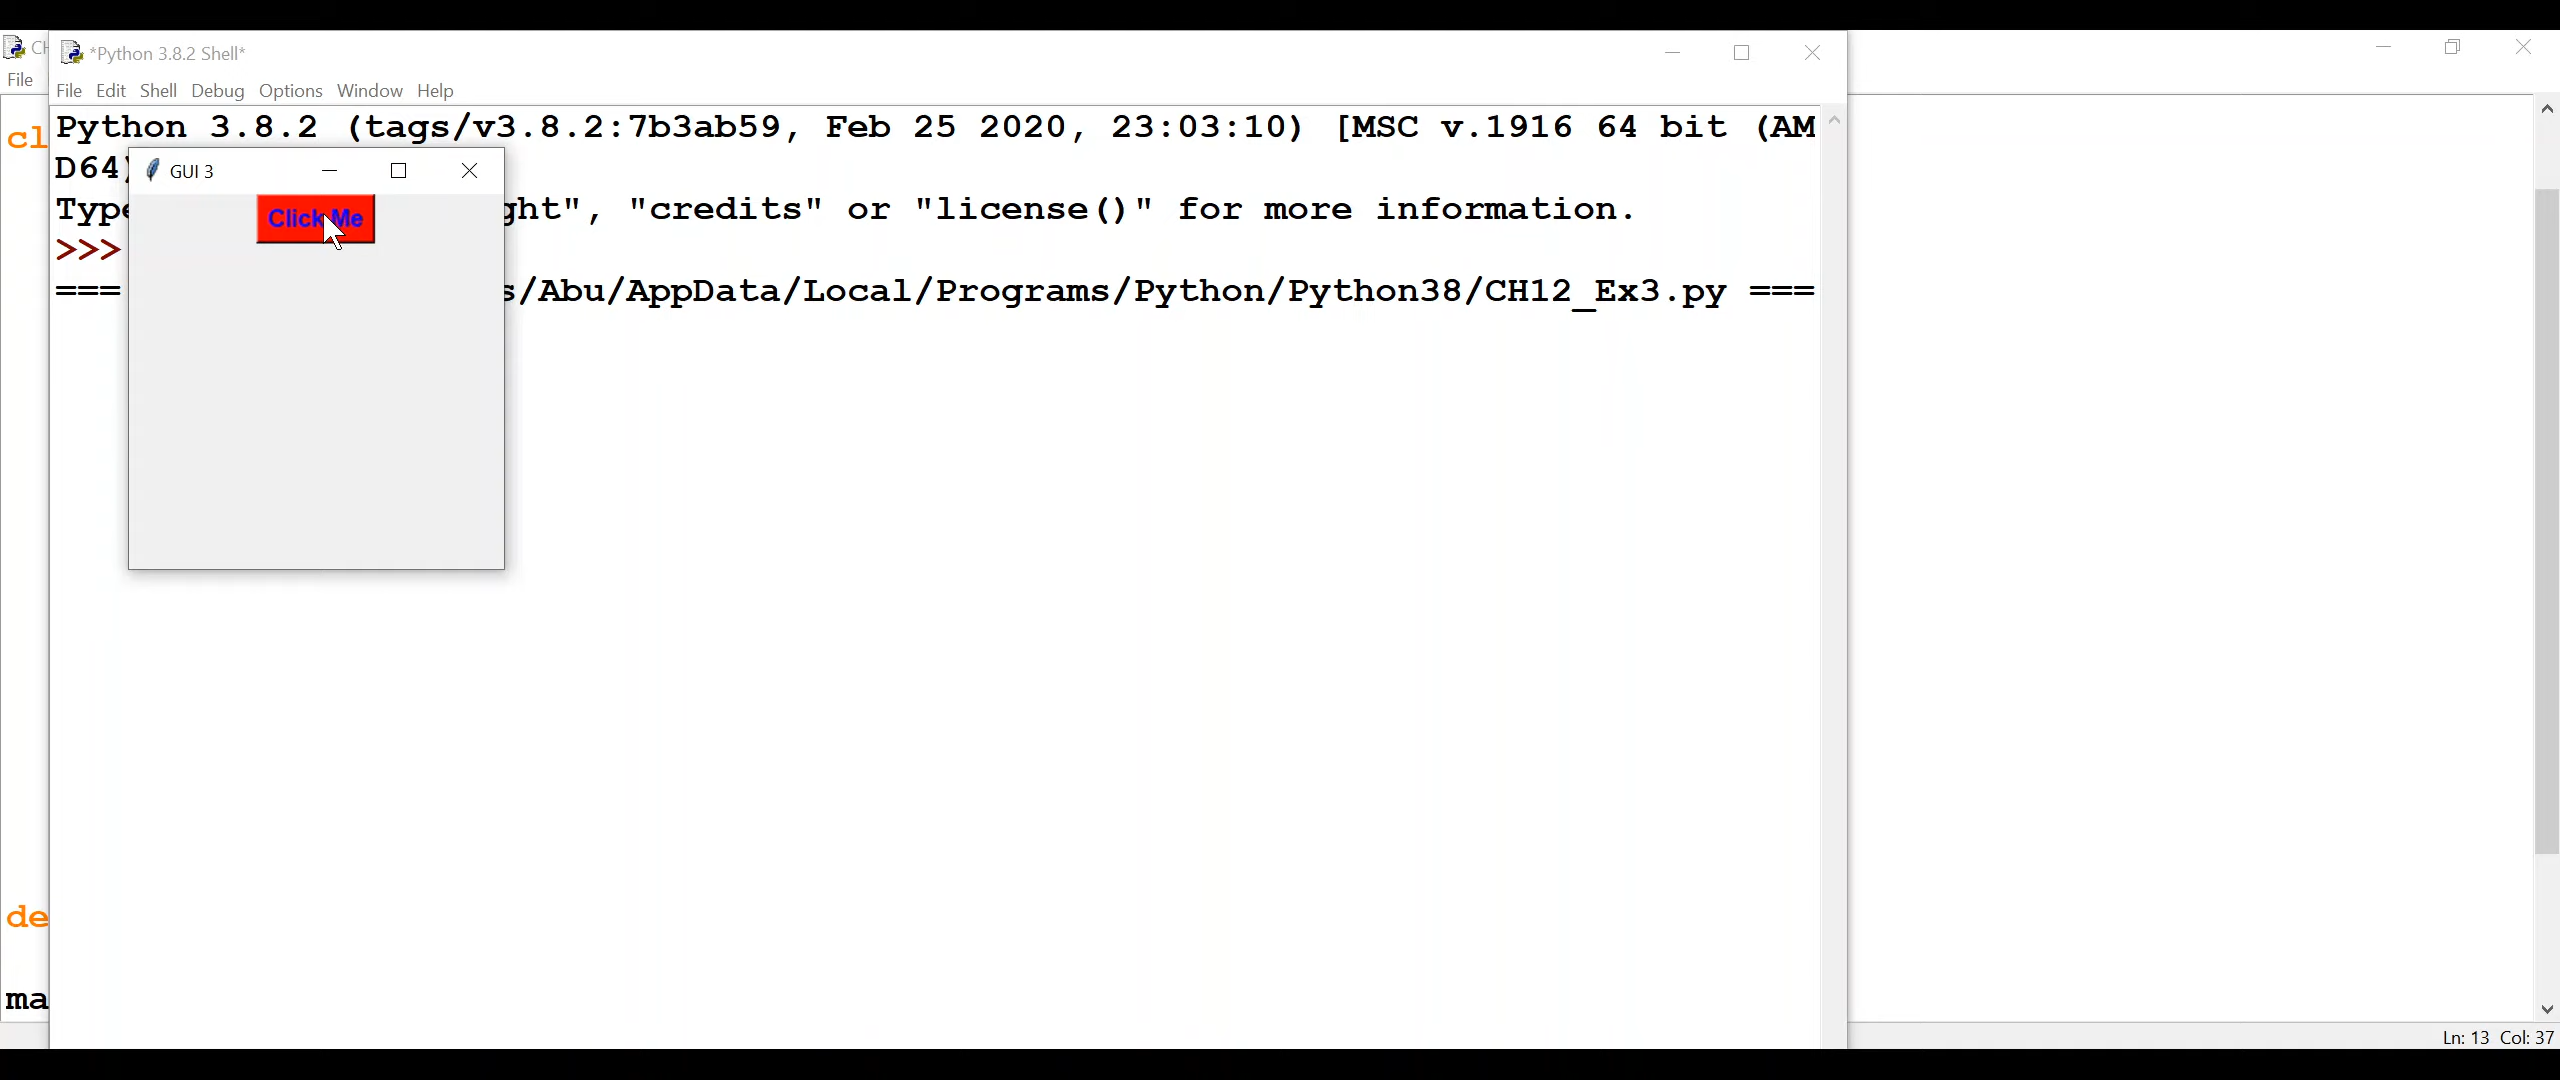 CH
*Python 3.8.2 Shell*
File
File Edit Shell Debug Options Window Help
cl
Python 3.8.2 (tags/v3.8.2:7b3ab59, Feb 25 2020, 23:03:10) [MSC v.1916 64 bit (AM
D64)
GUI 3
Type ght", "credits" or "license()" for more information.
Click Me
>>>
=== s/Abu/AppData/Local/Programs/Python/Python38/CH12_Ex3.py ===
de
ma
Ln: 13 Col: 37